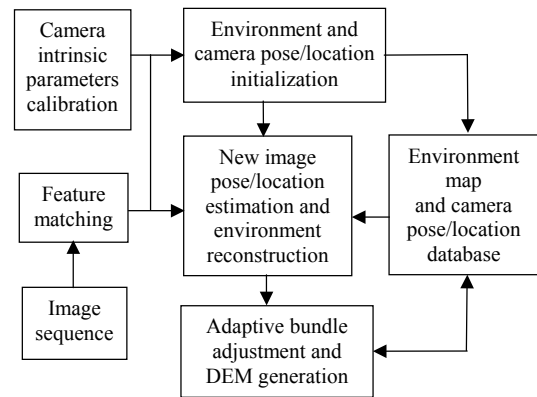 Camera
intrinsic
parameters
calibration
Environment and
camera pose/location
initialization
New image
pose/location
estimation and
environment
reconstruction
Environment
map
and camera
pose/location
database
Feature
matching
Image
sequence
Adaptive bundle
adjustment and
DEM generation